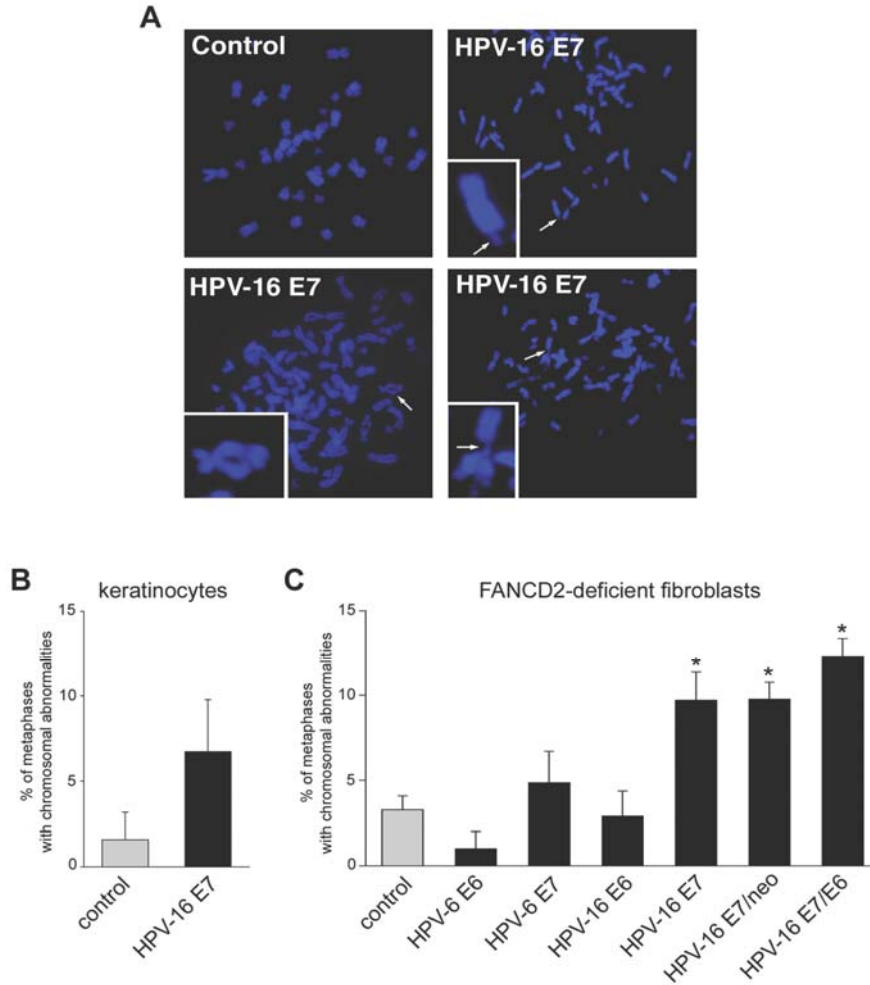 A
Control
HPV-16 E7
HPV-16 E7
HPV-16 E7
B
keratinocytes
% of metaphases
with chromosomal abnormalities
15
10
5
0
control
HPV-16 E7
C
FANCD2-deficient fibroblasts
% of metaphases
with chromosomal abnormalities
15
10
5
0
*
*
*
control
HPV-6 E6
HPV-6 E7
HPV-16 E6
HPV-16 E7
HPV-16 E7/neo
HPV-16 E7/E6